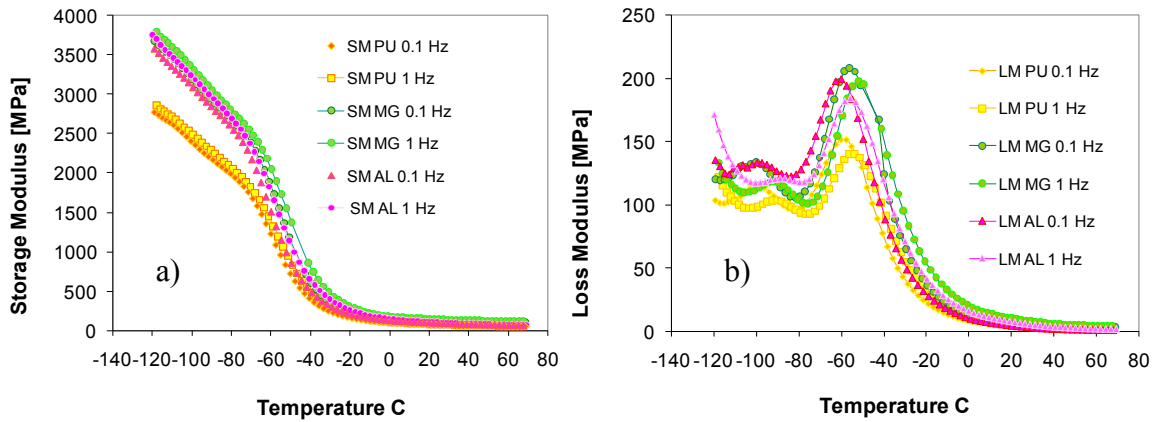 4000
3500
3000
2500
2000
1500
1000
500
0
Storage Modulus [MPa]
SM PU 0.1 Hz
SM PU 1 Hz
SM MG 0.1 Hz
SM MG 1 Hz
SM AL 0.1 Hz
SM AL 1 Hz
a)
-140 -120 -100 -80 -60 -40 -20 0 20 40 60 80
Temperature C
250
200
150
100
50
0
Loss Modulus [MPa]
LM PU 0.1 Hz
LM PU 1 Hz
LM MG 0.1 Hz
LM MG 1 Hz
LM AL 0.1 Hz
LM AL 1 Hz
b)
-140 -120 -100 -80 -60 -40 -20 0 20 40 60 80
Temperature C